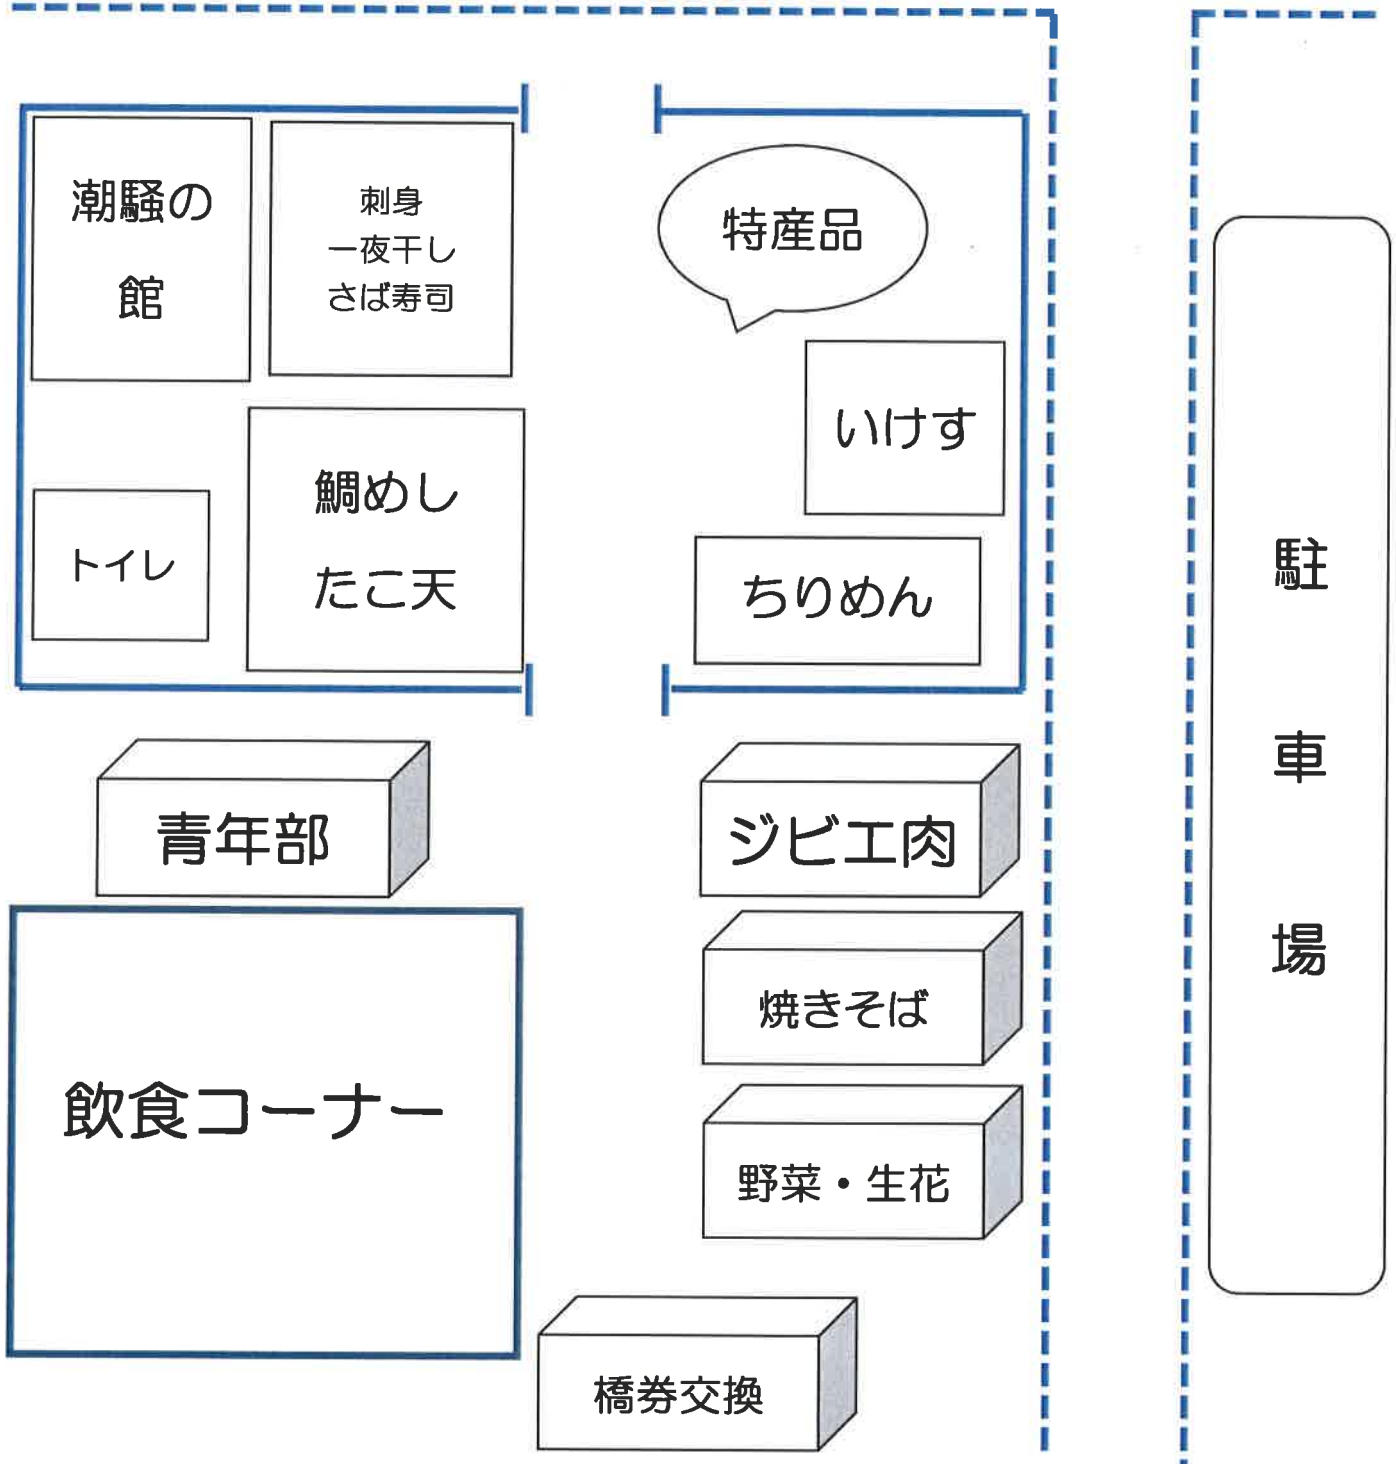 潮騒の
館
刺身
一夜干し
さば寿司
特産品
いけす
鯛めし
たこ天
トイレ
ちりめん
青年部
ジビエ肉
焼きそば
飲食コーナー
野菜・生花
橋券交換
駐
車
場